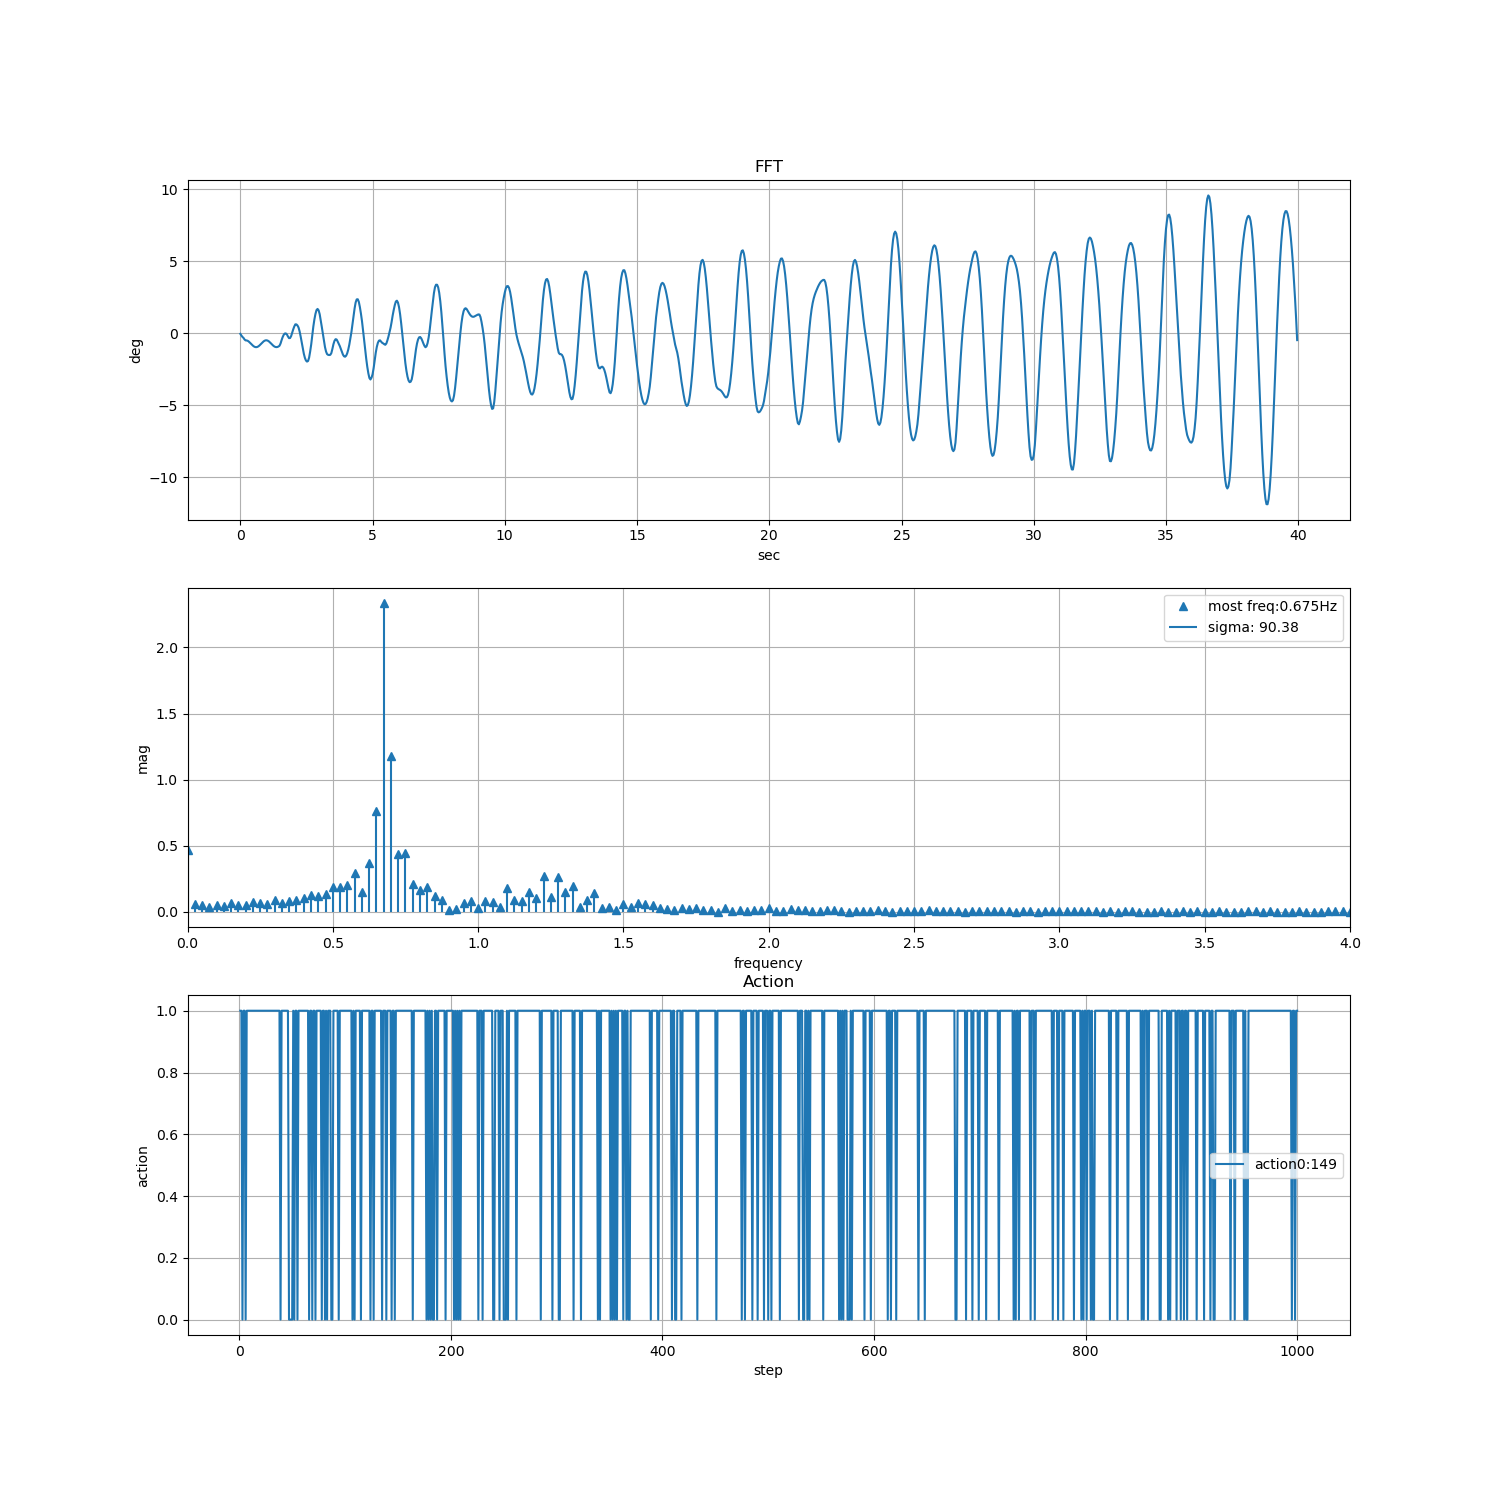 FFT
10
5
0
−5
−10
deg
0 5 10 15 20 25 30 35 40
sec
most freq:0.675Hz
sigma: 90.38
2.0
1.5
1.0
0.5
0.0
mag
0.0 0.5 1.0 1.5 2.0 2.5 3.0 3.5 4.0
frequency
Action
1.0
0.8
0.6
0.4
0.2
0.0
action
action0:149
0 200 400 600 800 1000
step